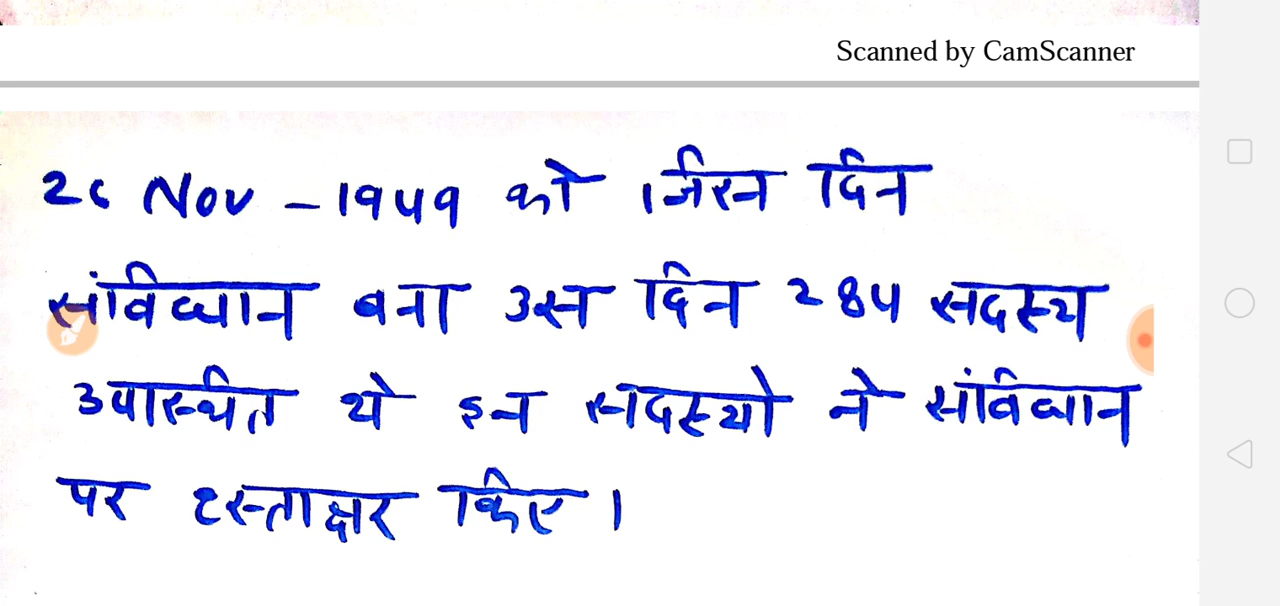 Scanned by CamScanner
26 Nov - 1949 को जिस दिन
संविधान बना उस दिन 284 सदस्य
उपस्थित थे इन सदस्यो ने संविधान
पर हस्ताक्षर किए।